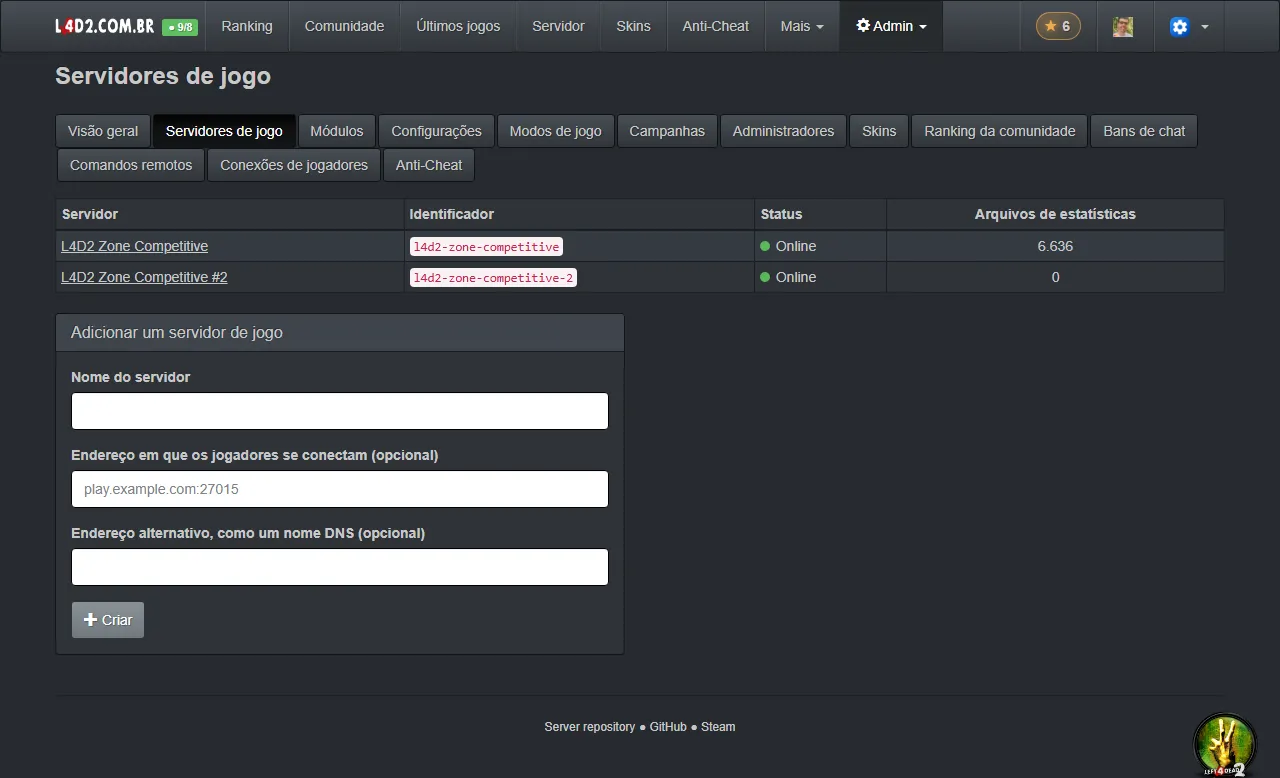 L4D2.COM.BR ● 9/8 Ranking Comunidade Últimos jogos Servidor Skins Anti-Cheat Mais Admin 6
Servidores de jogo
Visão geral Servidores de jogo Módulos Configurações Modos de jogo Campanhas Administradores Skins Ranking da comunidade Bans de chat
Comandos remotos Conexões de jogadores Anti-Cheat
Servidor Identificador Status Arquivos de estatísticas
L4D2 Zone Competitive l4d2-zone-competitive Online 6.636
L4D2 Zone Competitive #2 l4d2-zone-competitive-2 Online 0
Adicionar um servidor de jogo
Nome do servidor
Endereço em que os jogadores se conectam (opcional)
play.example.com:27015
Endereço alternativo, como um nome DNS (opcional)
Criar
Server repository ● GitHub ● Steam
LEFT 4 DEAD 2